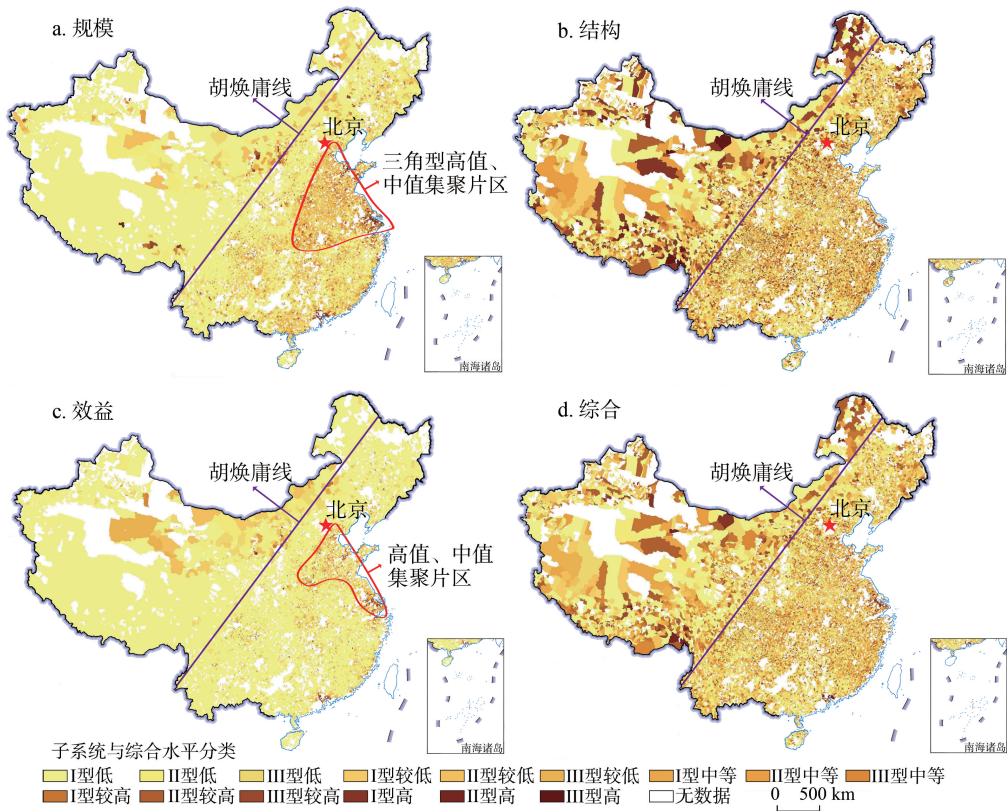 a. 规模
胡焕庸线
北京
三角型高值、
中值集聚片区
南海诸岛
b. 结构
胡焕庸线
北京
南海诸岛
c. 效益
胡焕庸线
北京
高值、中值
集聚片区
南海诸岛
d. 综合
胡焕庸线
北京
南海诸岛
子系统与综合水平分类
I型低 II型低 III型低 I型较低 II型较低 III型较低 I型中等 II型中等 III型中等
I型较高 II型较高 III型较高 I型高 II型高 III型高 无数据 0 500 km